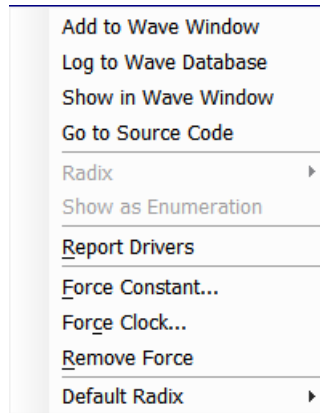 Add to Wave Window
Log to Wave Database
Show in Wave Window
Go to Source Code
Radix
Show as Enumeration
Report Drivers
Force Constant...
Force Clock...
Remove Force
Default Radix